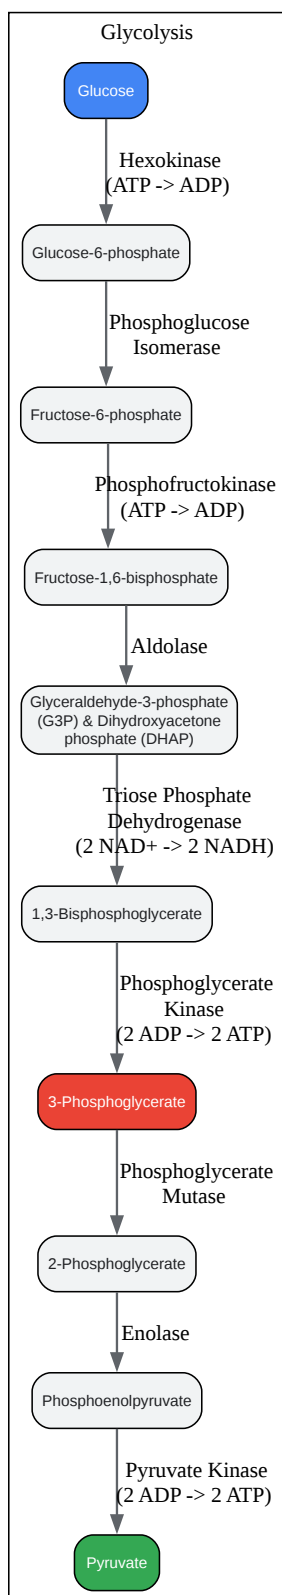 Glycolysis
Glucose
Hexokinase
(ATP -> ADP)
Glucose-6-phosphate
Phosphoglucose
Isomerase
Fructose-6-phosphate
Phosphofructokinase
(ATP -> ADP)
Fructose-1,6-bisphosphate
Aldolase
Glyceraldehyde-3-phosphate
(G3P) & Dihydroxyacetone
phosphate (DHAP)
Triose Phosphate
Dehydrogenase
(2 NAD+ -> 2 NADH)
1,3-Bisphosphoglycerate
Phosphoglycerate
Kinase
(2 ADP -> 2 ATP)
3-Phosphoglycerate
Phosphoglycerate
Mutase
2-Phosphoglycerate
Enolase
Phosphoenolpyruvate
Pyruvate Kinase
(2 ADP -> 2 ATP)
Pyruvate